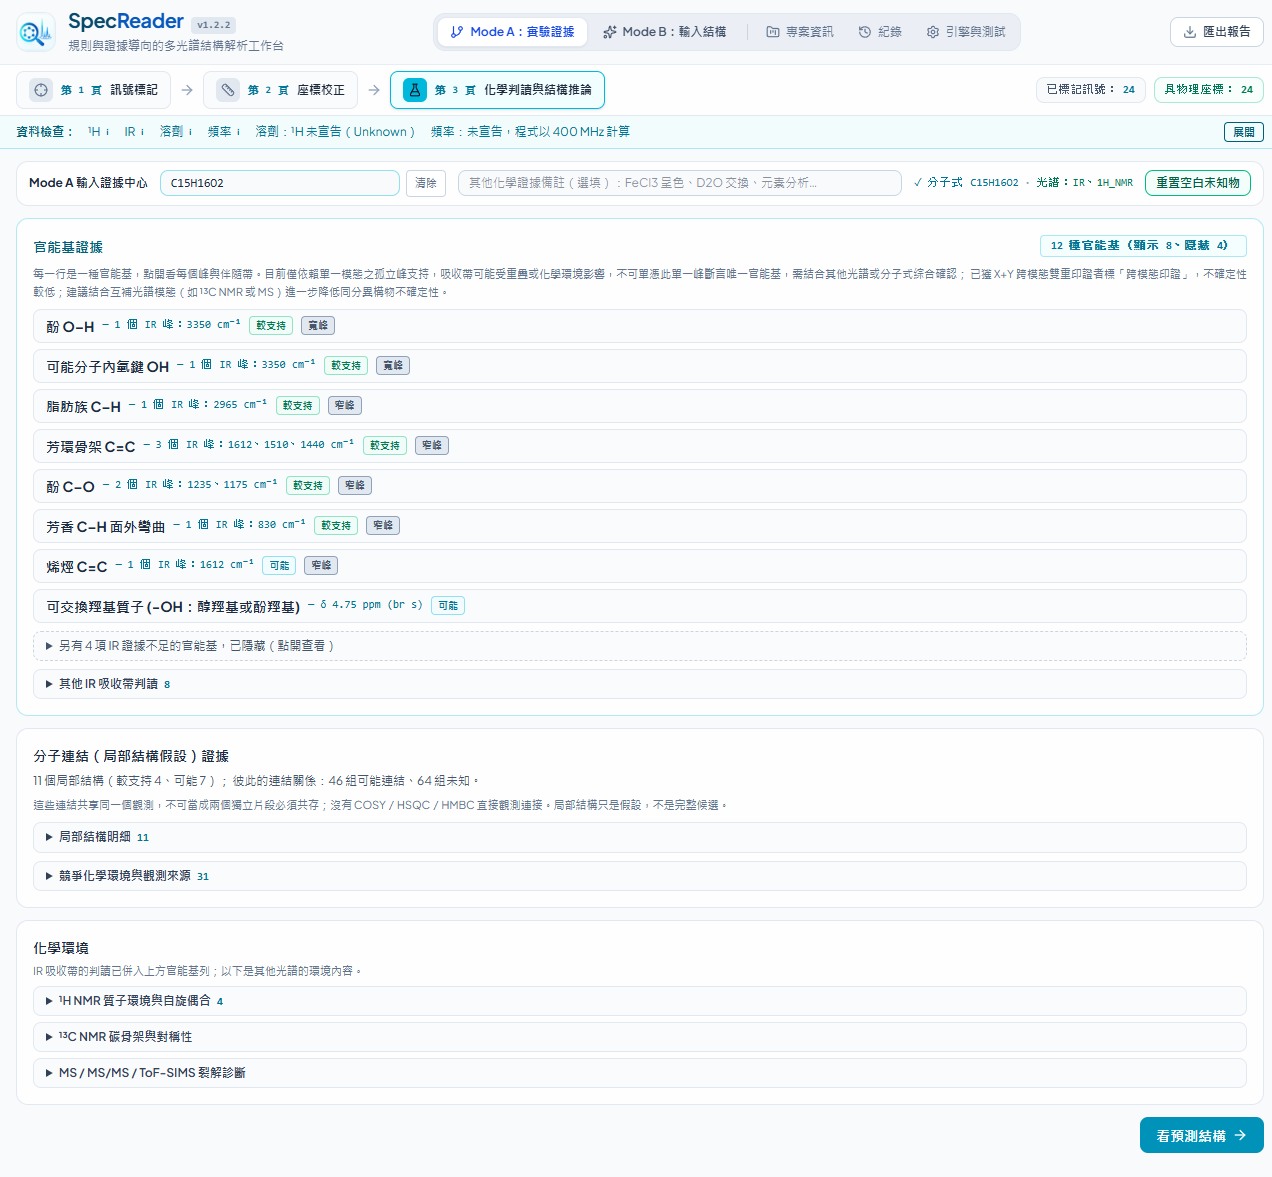 SpecReader v1.2.2
規則與證據導向的多光譜結構解析工作台
Mode A：實驗證據
Mode B：輸入結構
專案資訊
紀錄
引擎與測試
匯出報告
第 1 頁 訊號標記
第 2 頁 座標校正
第 3 頁 化學判讀與結構推論
已標記訊號： 24
具物理座標： 24
資料檢查： ¹H i IR i 溶劑 i 頻率 i 溶劑：¹H 未宣告（Unknown） 頻率：未宣告，程式以 400 MHz 計算
展開
Mode A 輸入證據中心
C15H16O2
清除
其他化學證據備註（選填）：FeCl3 呈色、D2O 交換、元素分析…
✓ 分子式 C15H16O2 · 光譜：IR、1H_NMR
重置空白未知物
官能基證據
12 種官能基（顯示 8、隱藏 4）
每一行是一種官能基，點開看每個峰與伴隨帶。目前僅依賴單一模態之孤立峰支持，吸收帶可能受重疊或化學環境影響，不可單憑此單一峰斷言唯一官能基，需結合其他光譜或分子式綜合確認；已獲 X+Y 跨模態雙重印證者標「跨模態印證」，不確定性
較低；建議結合互補光譜模態（如 ¹³C NMR 或 MS）進一步降低同分異構物不確定性。
酚 O–H — 1 個 IR 峰：3350 cm⁻¹ 較支持 寬峰
可能分子內氫鍵 OH — 1 個 IR 峰：3350 cm⁻¹ 較支持 寬峰
脂肪族 C–H — 1 個 IR 峰：2965 cm⁻¹ 較支持 窄峰
芳環骨架 C=C — 3 個 IR 峰：1612、1510、1440 cm⁻¹ 較支持 窄峰
酚 C–O — 2 個 IR 峰：1235、1175 cm⁻¹ 較支持 窄峰
芳香 C–H 面外彎曲 — 1 個 IR 峰：830 cm⁻¹ 較支持 窄峰
烯烴 C=C — 1 個 IR 峰：1612 cm⁻¹ 可能 窄峰
可交換羥基質子 (-OH：醇羥基或酚羥基) — δ 4.75 ppm (br s) 可能
▶ 另有 4 項 IR 證據不足的官能基，已隱藏（點開查看）
▶ 其他 IR 吸收帶判讀 8
分子連結（局部結構假設）證據
11 個局部結構（較支持 4、可能 7）；彼此的連結關係：46 組可能連結、64 組未知。
這些連結共享同一個觀測，不可當成兩個獨立片段必須共存；沒有 COSY / HSQC / HMBC 直接觀測連接。局部結構只是假設，不是完整候選。
▶ 局部結構明細 11
▶ 競爭化學環境與觀測來源 31
化學環境
IR 吸收帶的判讀已併入上方官能基列；以下是其他光譜的環境內容。
▶ ¹H NMR 質子環境與自旋偶合 4
▶ ¹³C NMR 碳骨架與對稱性
▶ MS / MS/MS / ToF-SIMS 裂解診斷
看預測結構 →